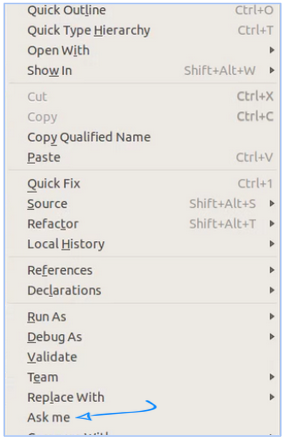 Quick Outline Ctrl+O
Quick Type Hierarchy Ctrl+T
Open With
Show In Shift+Alt+W
Cut Ctrl+X
Copy Ctrl+C
Copy Qualified Name
Paste Ctrl+V
Quick Fix Ctrl+1
Source Shift+Alt+S
Refactor Shift+Alt+T
Local History
References
Declarations
Run As
Debug As
Validate
Team
Replace With
Ask me